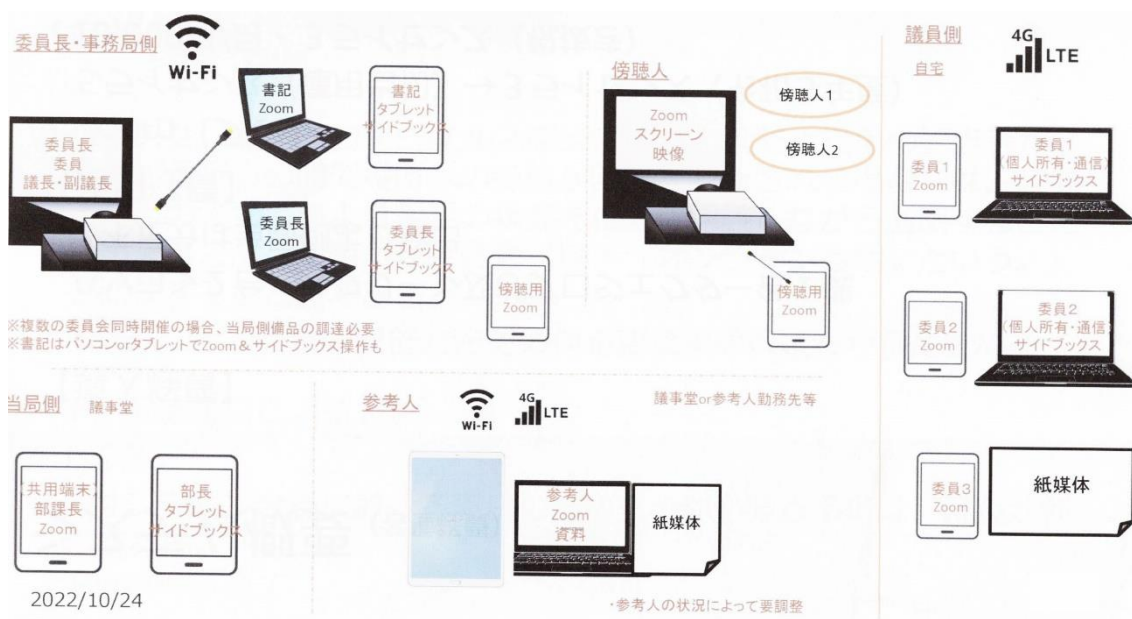 委員長・事務局側
Wi-Fi
書記
Zoom
書記
タブレット
サイドブックス
委員長
委員
議長・副議長
委員長
Zoom
委員長
タブレット
サイドブックス
傍聴用
Zoom
※複数の委員会同時開催の場合、当局側備品の調達必要
※書記はパソコンorタブレットでZoom＆サイドブックス操作も
傍聴人
Zoom
スクリーン
映像
傍聴人1
傍聴人2
傍聴用
Zoom
議員側
自宅
4G
LTE
委員1
Zoom
委員1
(個人所有・通信)
サイドブックス
委員2
Zoom
委員2
(個人所有・通信)
サイドブックス
委員3
Zoom
紙媒体
当局側
議事堂
【共用端末】
部課長
Zoom
部長
タブレット
サイドブックス
2022/10/24
参考人
Wi-Fi
4G
LTE
議事堂or参考人勤務先等
参考人
Zoom
資料
紙媒体
・参考人の状況によって要調整